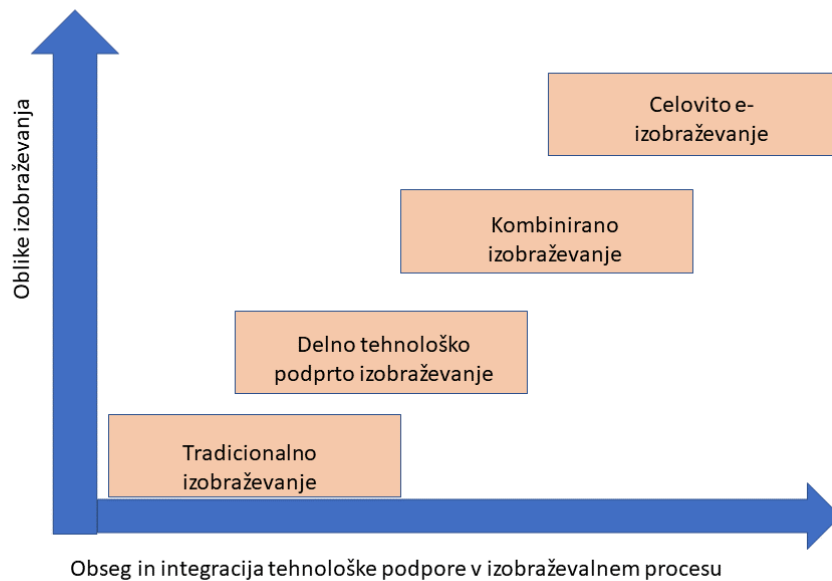 Oblike izobraževanja
Celovito e-
izobraževanje
Kombinirano
izobraževanje
Delno tehnološko
podprto izobraževanje
Tradicionalno
izobraževanje
Obseg in integracija tehnološke podpore v izobraževalnem procesu